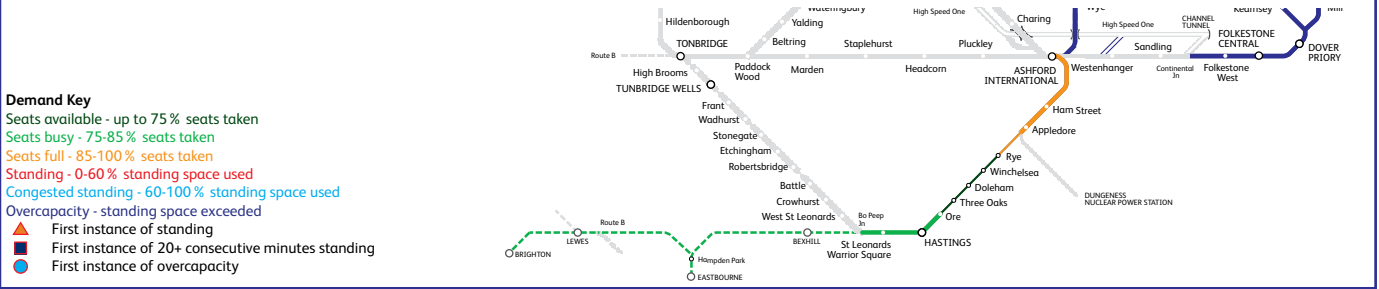 Wateringbury
High Speed One
Wye
Kearnsey
Mill
Hildenborough
Yalding
Charing
High Speed One
CHANNEL
TUNNEL
FOLKESTONE
CENTRAL
TONBRIDGE
Beltring
Staplehurst
Pluckley
Sandling
DOVER
PRIORY
Route B
High Brooms
Paddock
Wood
Marden
Headcorn
ASHFORD
INTERNATIONAL
Westenhanger
Continental
Jn
Folkestone
West
TUNBRIDGE WELLS
Demand Key
Seats available - up to 75% seats taken
Seats busy - 75-85% seats taken
Seats full - 85-100% seats taken
Standing - 0-60% standing space used
Congested standing - 60-100% standing space used
Overcapacity - standing space exceeded
First instance of standing
First instance of 20+ consecutive minutes standing
First instance of overcapacity
Frant
Wadhurst
Stonegate
Etchingham
Robertsbridge
Battle
Crowhurst
West St Leonards
Bo Peep
Jn
Ham Street
Appledore
Rye
Winchelsea
Doleham
Three Oaks
Ore
DUNGENESS
NUCLEAR POWER STATION
Route B
LEWES
BRIGHTON
Hampden Park
EASTBOURNE
BEXHILL
St Leonards
Warrior Square
HASTINGS